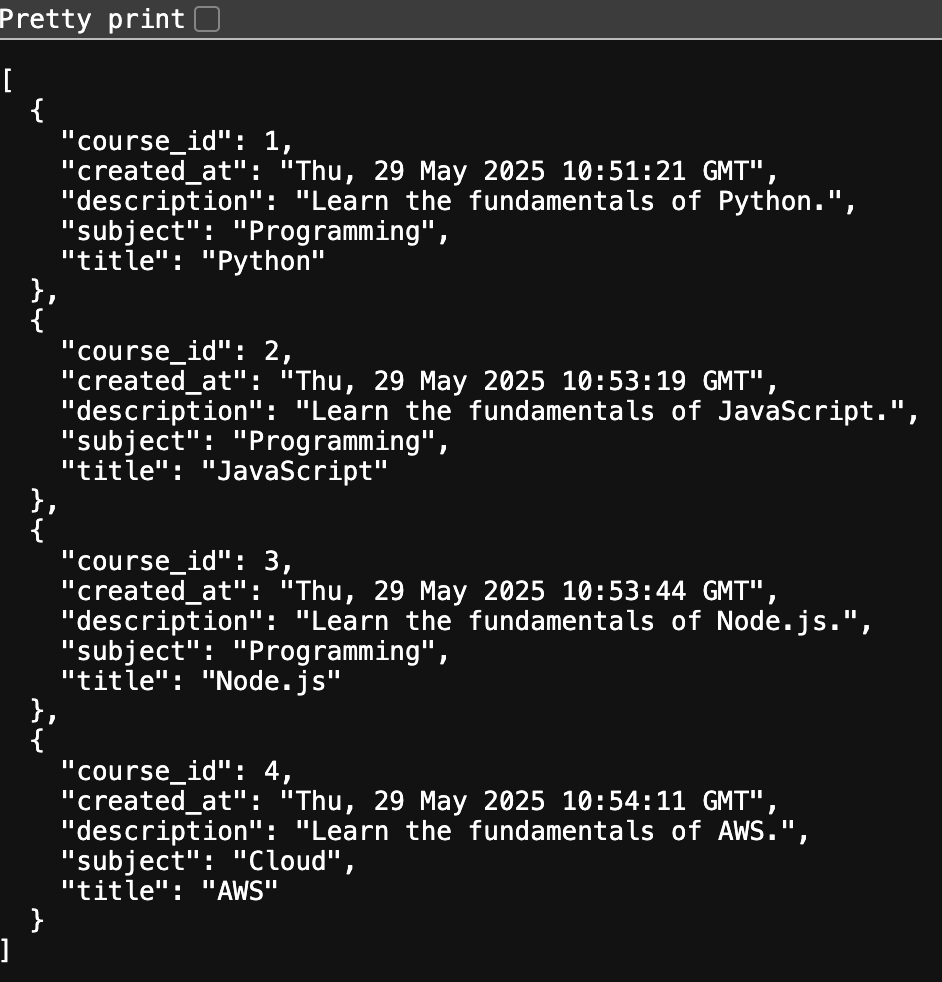 Pretty print
[
  {
    "course_id": 1,
    "created_at": "Thu, 29 May 2025 10:51:21 GMT",
    "description": "Learn the fundamentals of Python.",
    "subject": "Programming",
    "title": "Python"
  },
  {
    "course_id": 2,
    "created_at": "Thu, 29 May 2025 10:53:19 GMT",
    "description": "Learn the fundamentals of JavaScript.",
    "subject": "Programming",
    "title": "JavaScript"
  },
  {
    "course_id": 3,
    "created_at": "Thu, 29 May 2025 10:53:44 GMT",
    "description": "Learn the fundamentals of Node.js.",
    "subject": "Programming",
    "title": "Node.js"
  },
  {
    "course_id": 4,
    "created_at": "Thu, 29 May 2025 10:54:11 GMT",
    "description": "Learn the fundamentals of AWS.",
    "subject": "Cloud",
    "title": "AWS"
  }
]